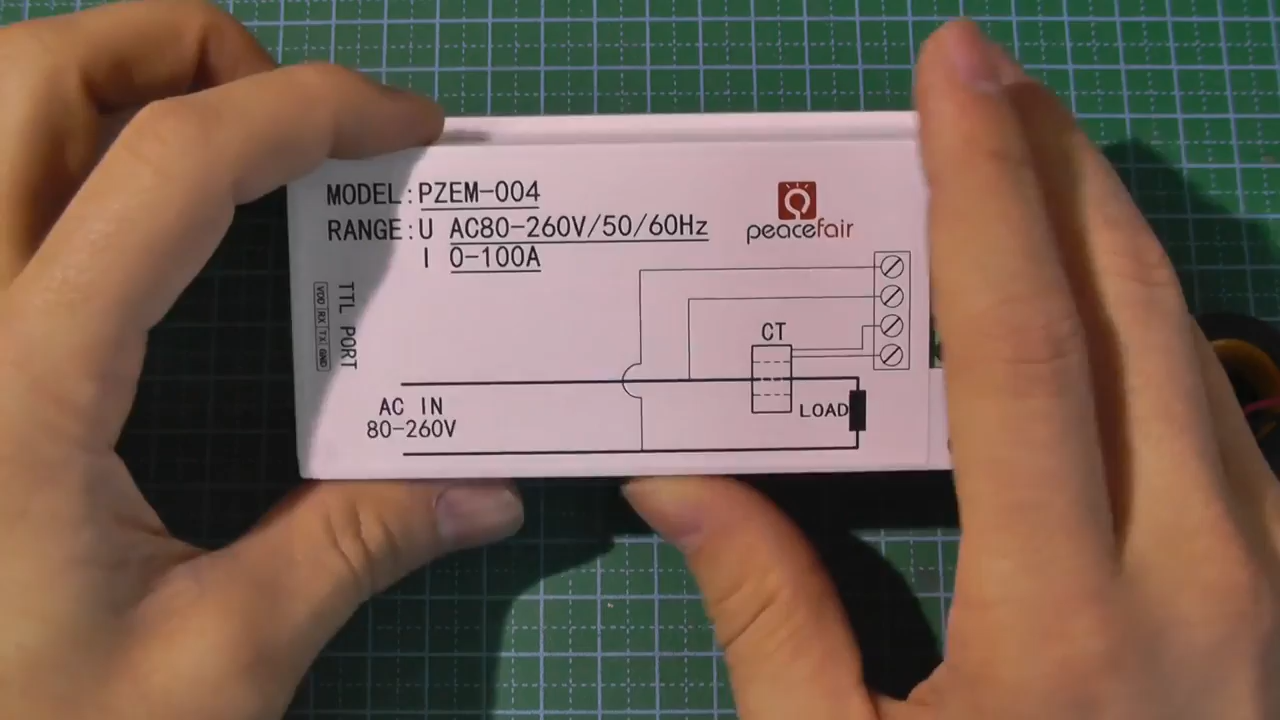 MODEL: PZEM-004
RANGE: U AC80-260V/50/60Hz
I 0-100A
peacefair
TTL PORT
VDD RX TX GND
CT
LOAD
AC IN
80-260V